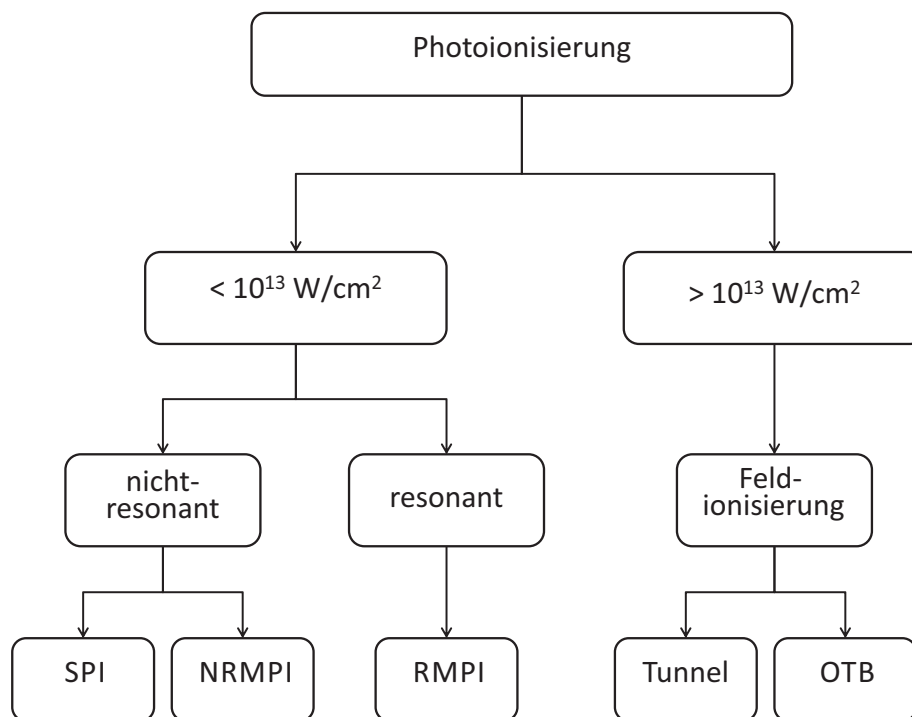 Photoionisierung
< 10¹³ W/cm²
> 10¹³ W/cm²
nicht-
resonant
resonant
Feld-
ionisierung
SPI
NRMPI
RMPI
Tunnel
OTB